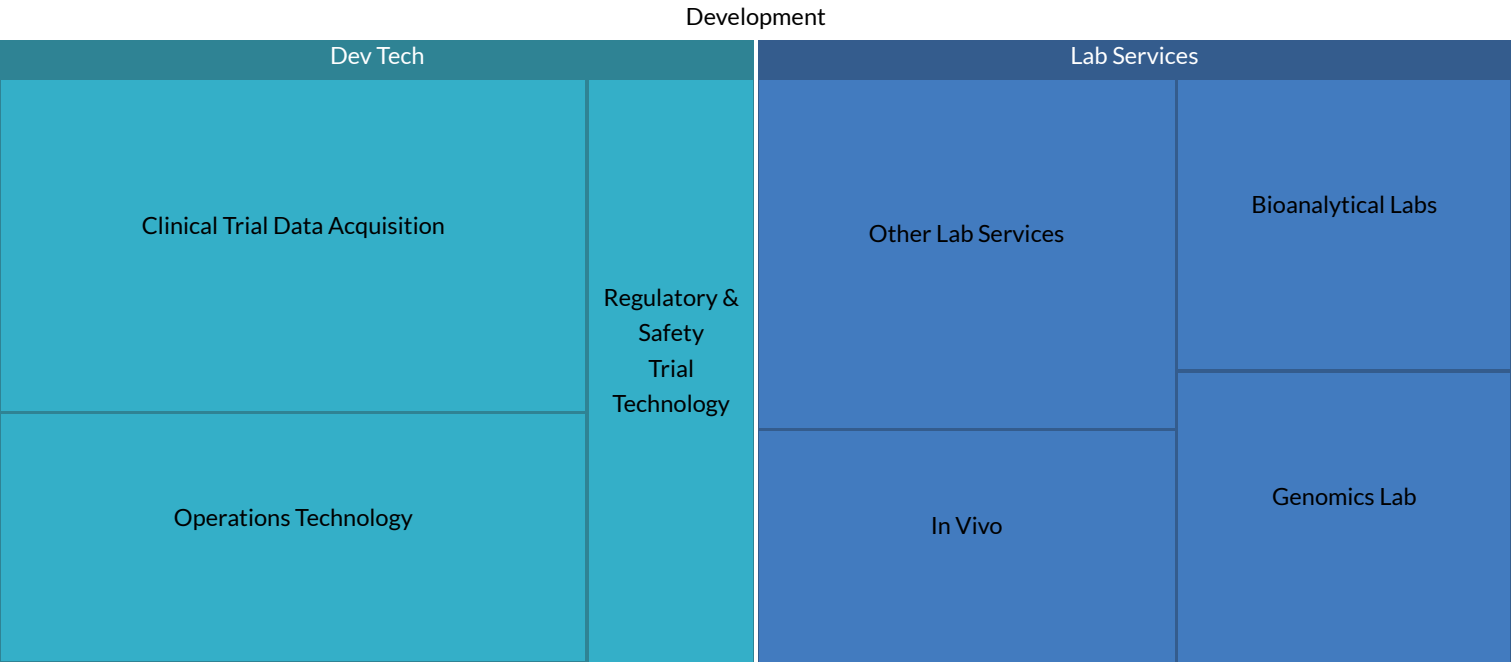 Development
Dev Tech
Clinical Trial Data Acquisition
Operations Technology
Regulatory &
Safety
Trial
Technology
Lab Services
Other Lab Services
In Vivo
Bioanalytical Labs
Genomics Lab